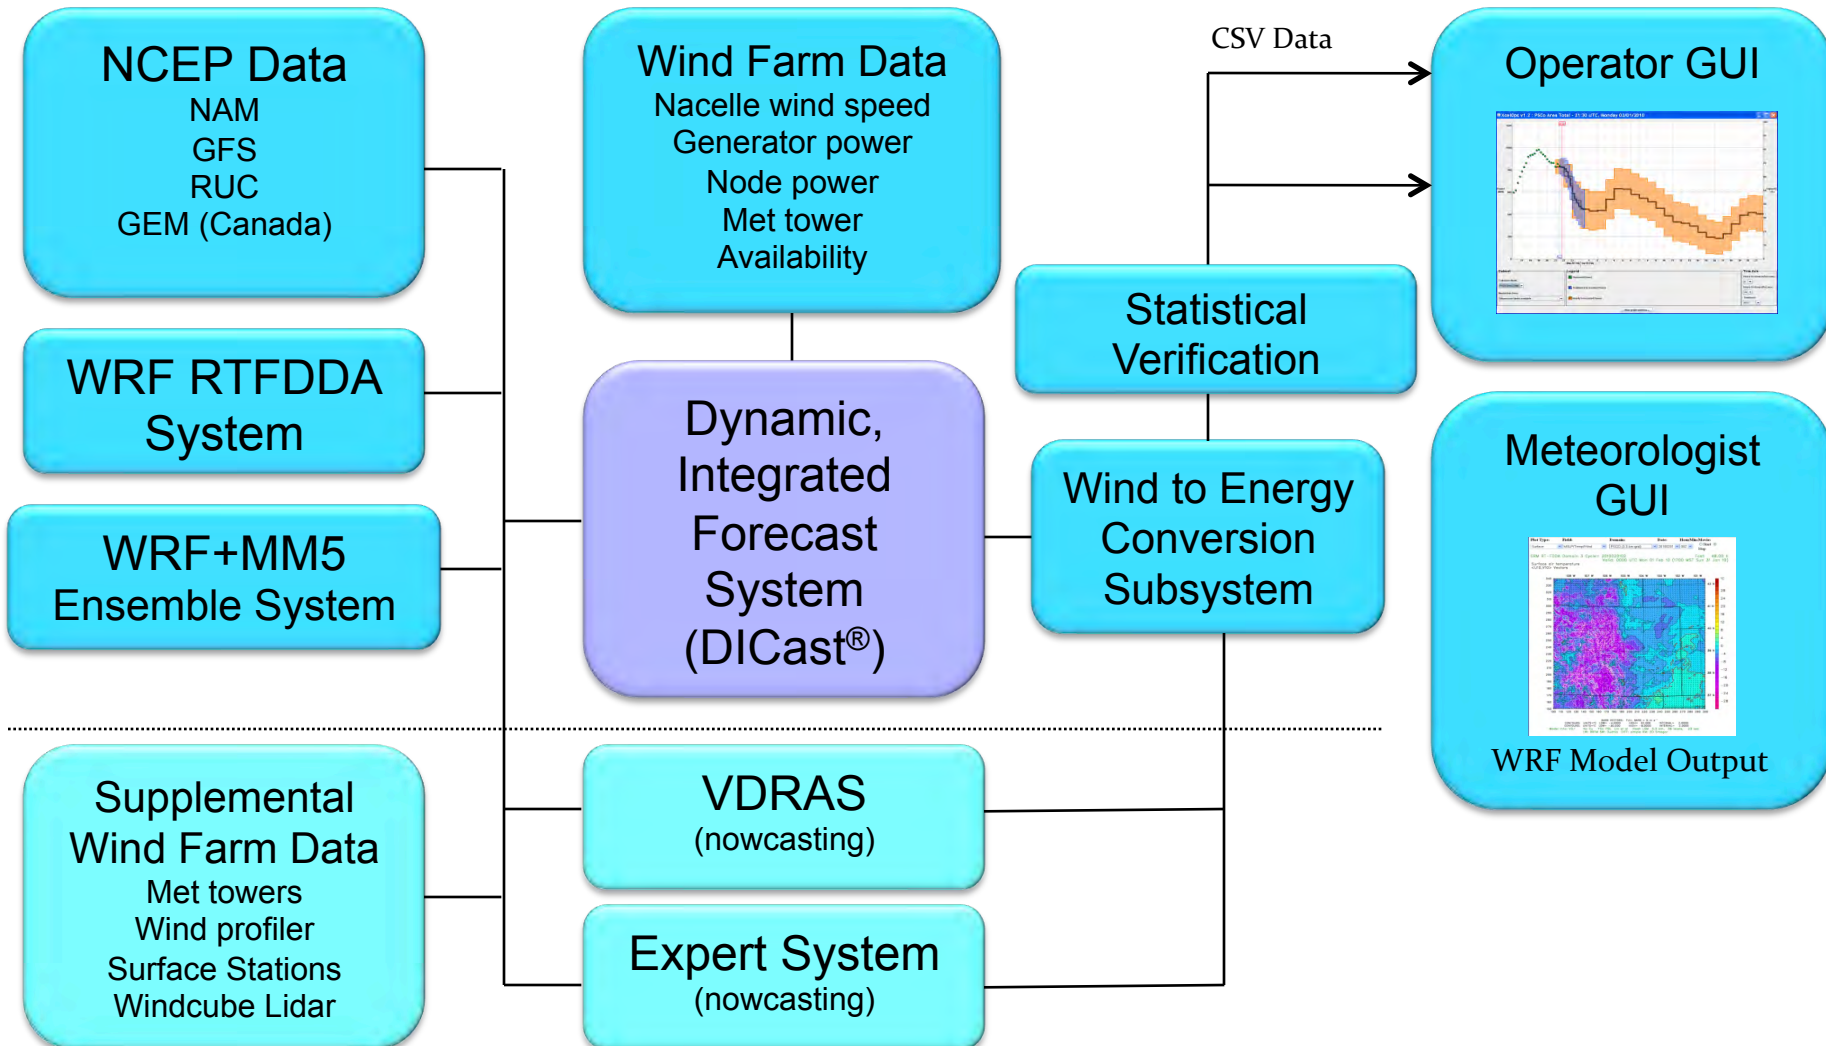 NCEP Data
NAM
GFS
RUC
GEM (Canada)
WRF RTFDDA
System
WRF+MM5
Ensemble System
Wind Farm Data
Nacelle wind speed
Generator power
Node power
Met tower
Availability
Dynamic,
Integrated
Forecast
System
(DICast®)
CSV Data
Statistical
Verification
Wind to Energy
Conversion
Subsystem
Operator GUI
Meteorologist
GUI
WRF Model Output
Supplemental
Wind Farm Data
Met towers
Wind profiler
Surface Stations
Windcube Lidar
VDRAS
(nowcasting)
Expert System
(nowcasting)